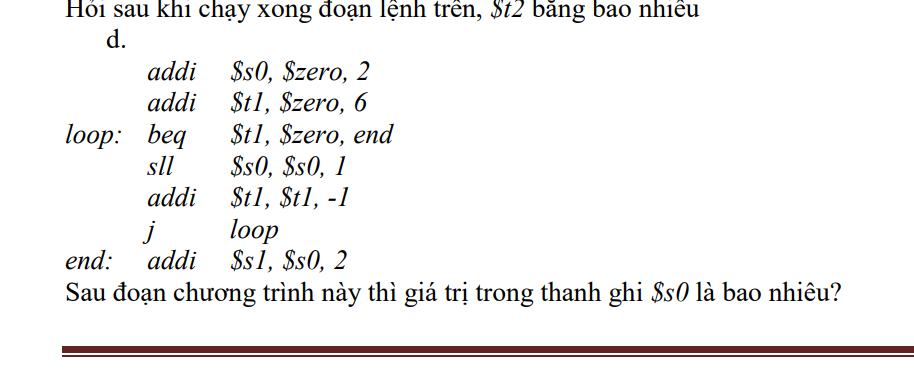 Hỏi sau khi chạy xong đoạn lệnh trên, $t2 bằng bao nhiêu
d.
addi $s0, $zero, 2
addi $t1, $zero, 6
loop: beq $t1, $zero, end
sll $s0, $s0, 1
addi $t1, $t1, -1
j loop
end: addi $s1, $s0, 2
Sau đoạn chương trình này thì giá trị trong thanh ghi $s0 là bao nhiêu?